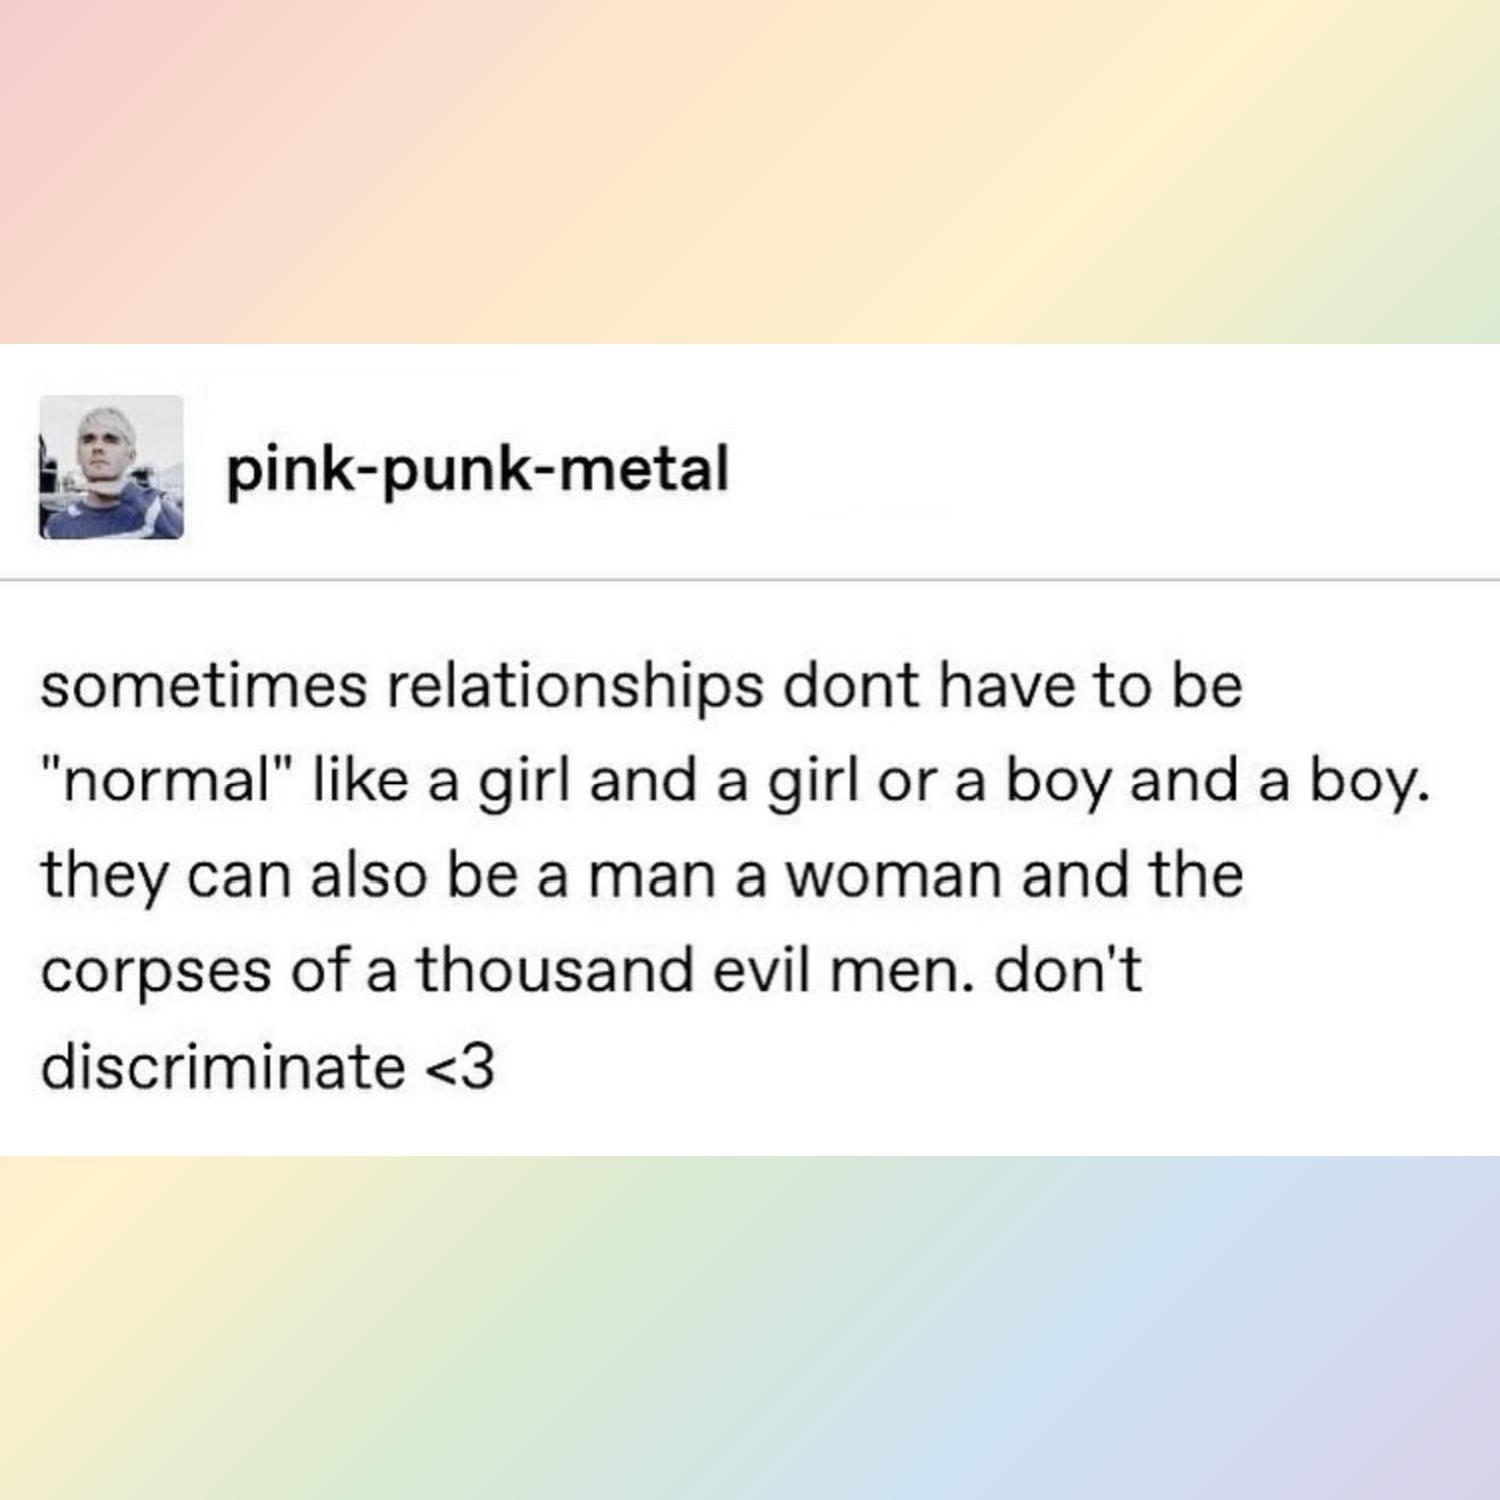 pink-punk-metal
sometimes relationships dont have to be
"normal" like a girl and a girl or a boy and a boy.
they can also be a man a woman and the
corpses of a thousand evil men. don't
discriminate <3